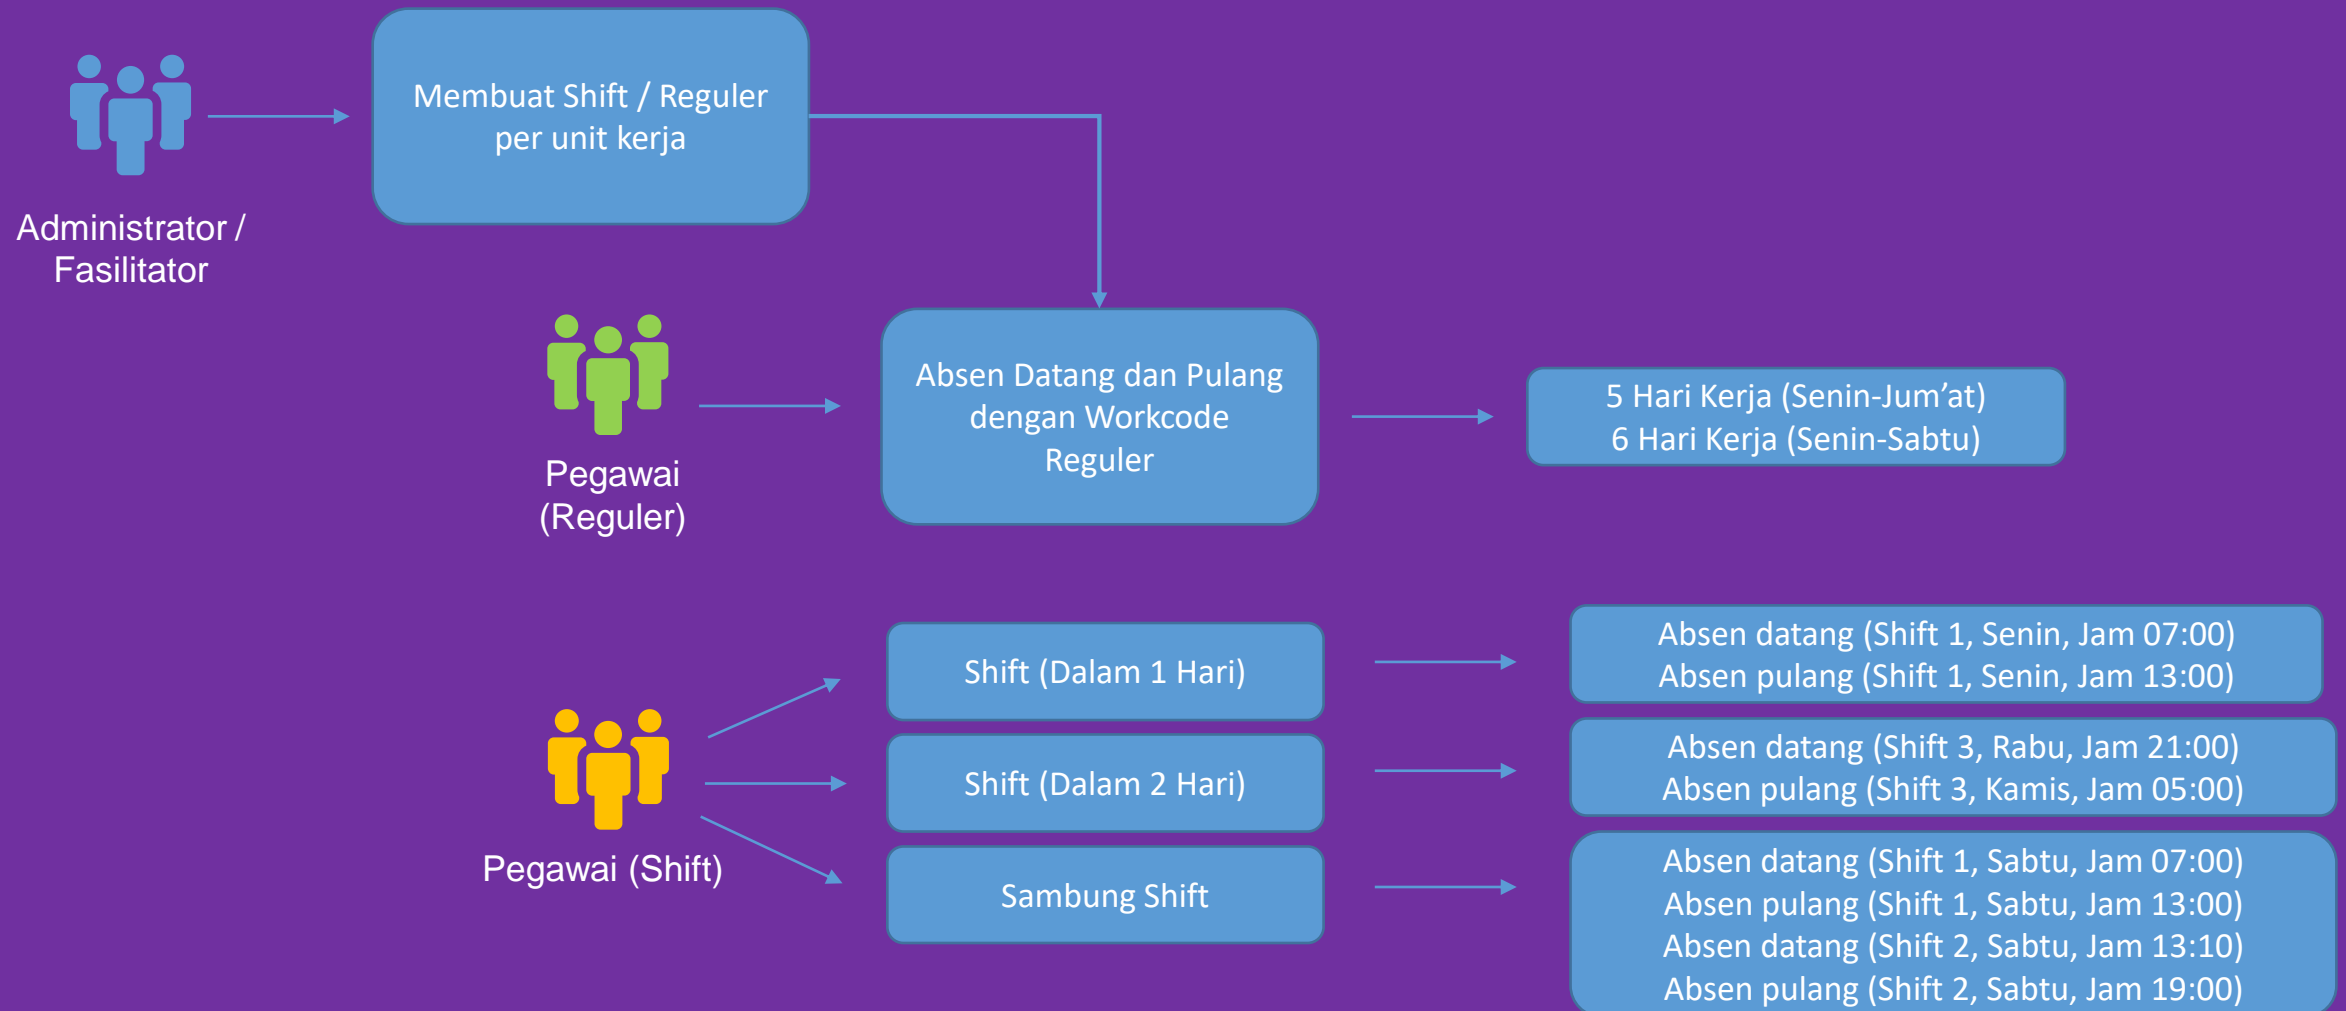 Membuat Shift / Reguler
per unit kerja
Administrator /
Fasilitator
Absen Datang dan Pulang
dengan Workcode
Reguler
5 Hari Kerja (Senin-Jum’at)
6 Hari Kerja (Senin-Sabtu)
Pegawai
(Reguler)
Shift (Dalam 1 Hari)
Absen datang (Shift 1, Senin, Jam 07:00)
Absen pulang (Shift 1, Senin, Jam 13:00)
Shift (Dalam 2 Hari)
Absen datang (Shift 3, Rabu, Jam 21:00)
Absen pulang (Shift 3, Kamis, Jam 05:00)
Pegawai (Shift)
Sambung Shift
Absen datang (Shift 1, Sabtu, Jam 07:00)
Absen pulang (Shift 1, Sabtu, Jam 13:00)
Absen datang (Shift 2, Sabtu, Jam 13:10)
Absen pulang (Shift 2, Sabtu, Jam 19:00)